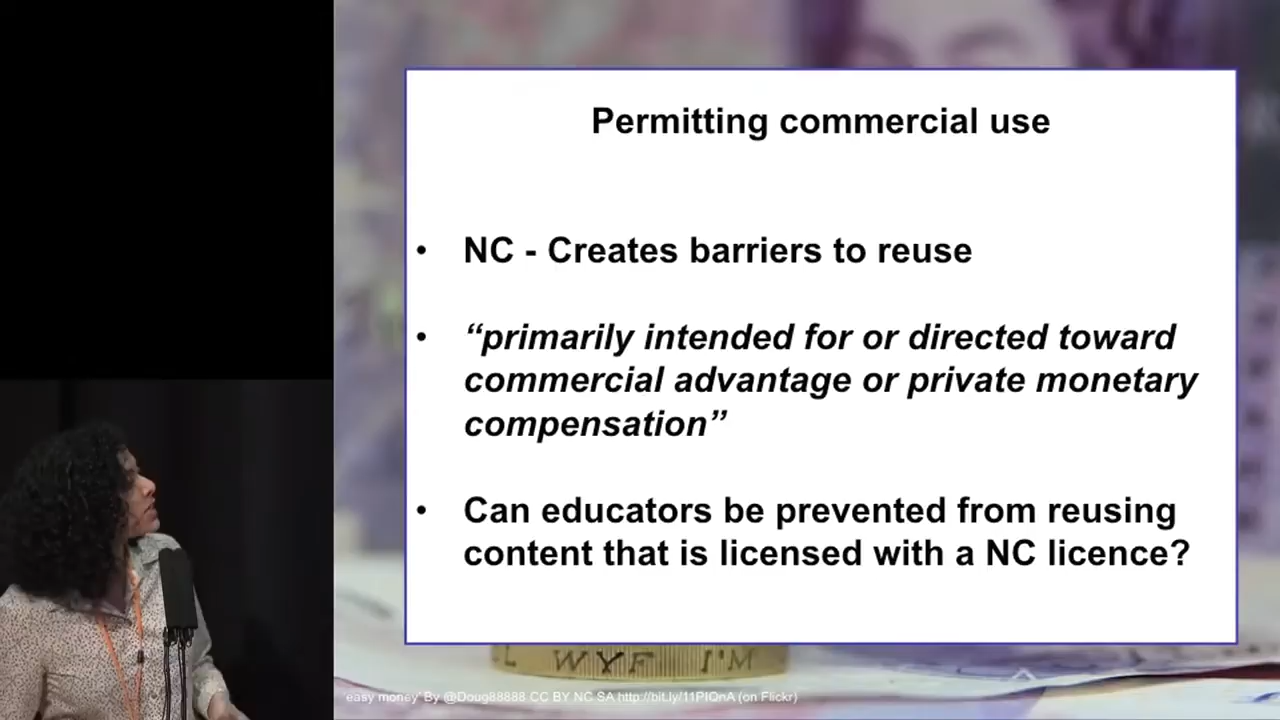 Permitting commercial use
• NC - Creates barriers to reuse
• “primarily intended for or directed toward
commercial advantage or private monetary
compensation”
• Can educators be prevented from reusing
content that is licensed with a NC licence?
L WYF I'M
'easy money' By @Doug88888 CC BY NC SA http://bit.ly/11PIQnA (on Flickr)